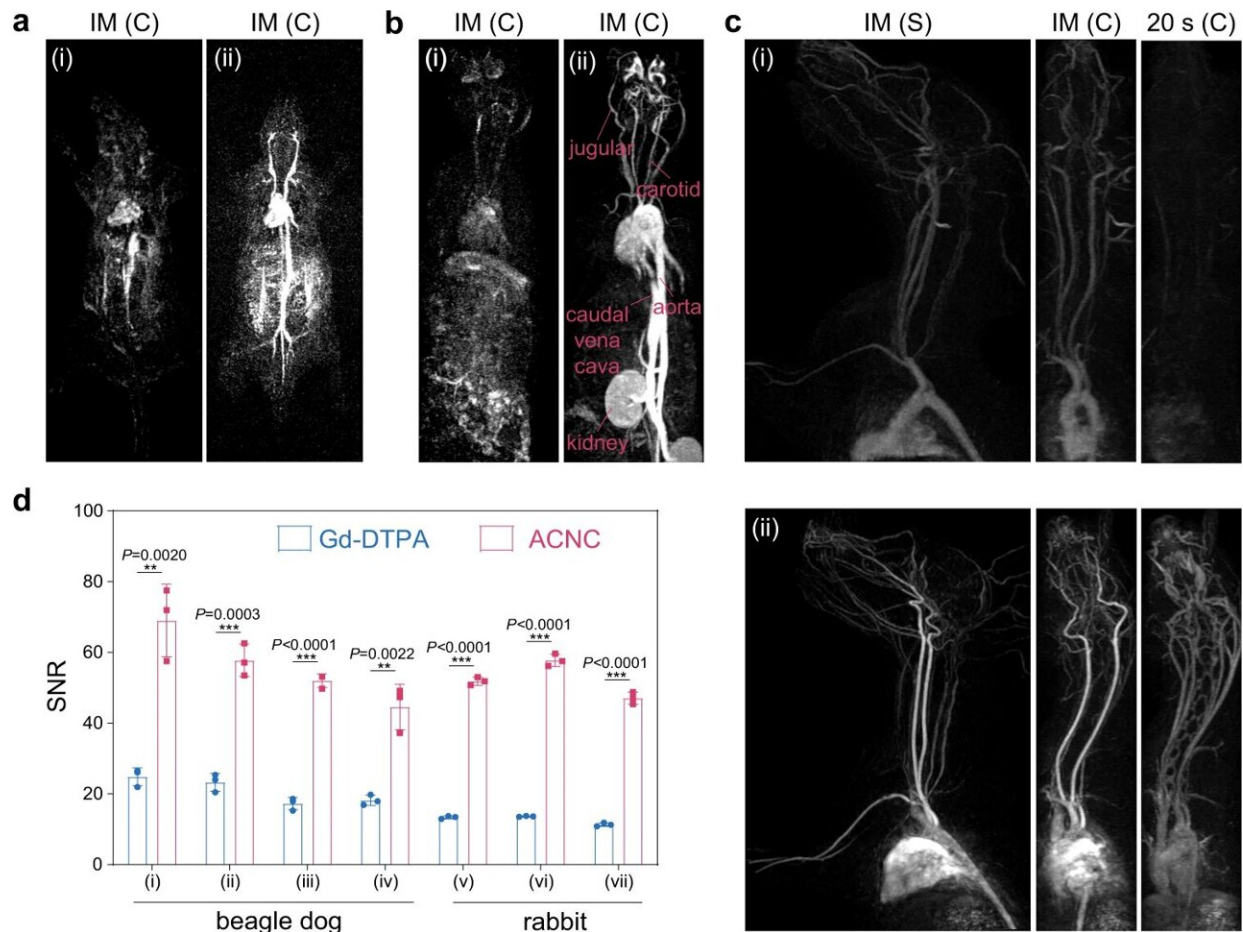 a
IM (C)
IM (C)
(i)
(ii)
b
IM (C)
(i)
(ii)
jugular
carotid
caudal
vena
cava
aorta
kidney
c
IM (S)
IM (C)
20 s (C)
(i)
(ii)
d
100
80
60
40
20
0
SNR
Gd-DTPA
ACNC
P=0.0020
**
P=0.0003
***
P<0.0001
***
P=0.0022
**
P<0.0001
***
P<0.0001
***
P<0.0001
***
(i)
(ii)
(iii)
(iv)
(v)
(vi)
(vii)
beagle dog
rabbit